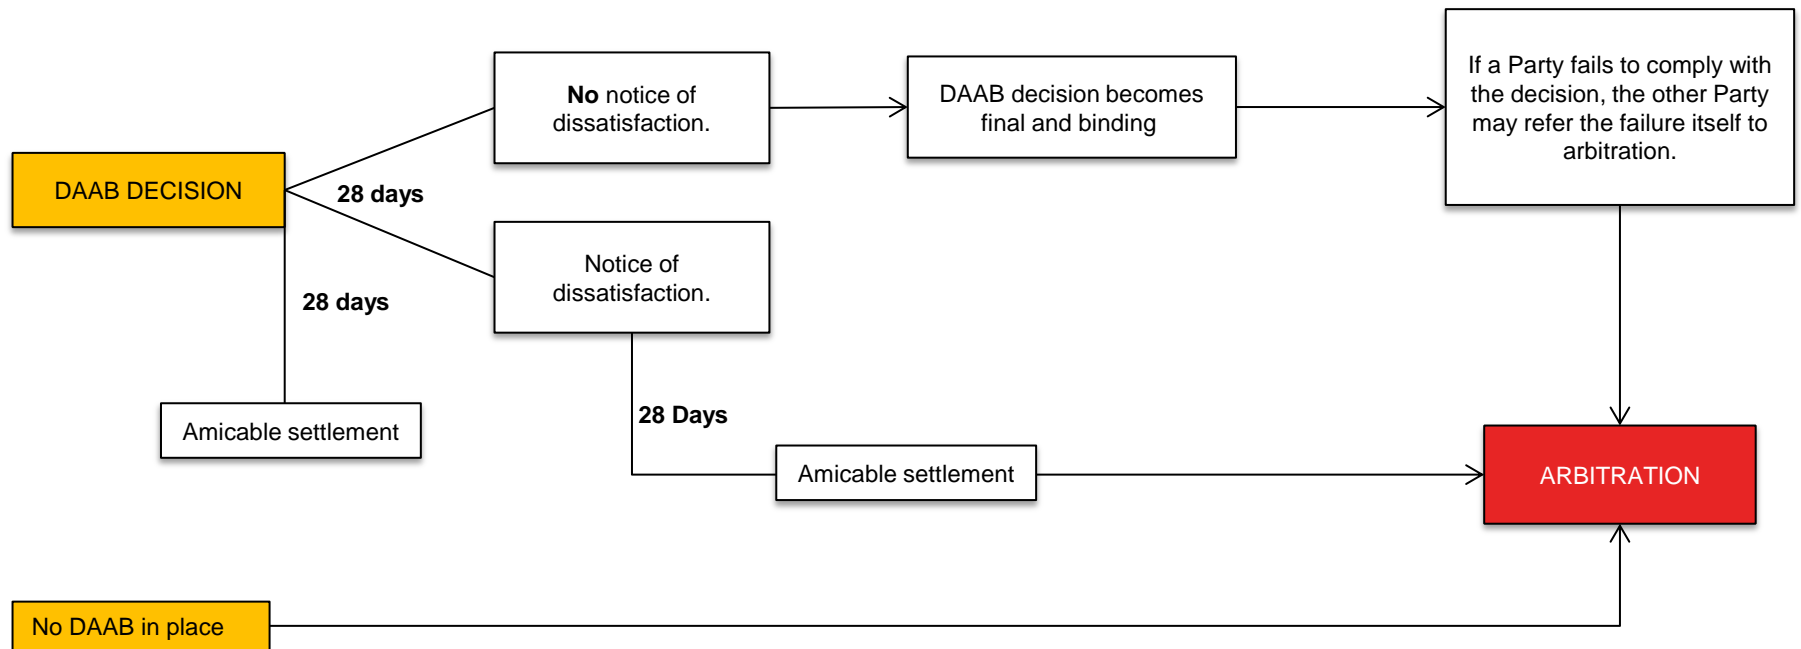 No notice of
dissatisfaction.
DAAB decision becomes
final and binding
If a Party fails to comply with
the decision, the other Party
may refer the failure itself to
arbitration.
DAAB DECISION
28 days
Notice of
dissatisfaction.
28 days
Amicable settlement
28 Days
Amicable settlement
ARBITRATION
No DAAB in place